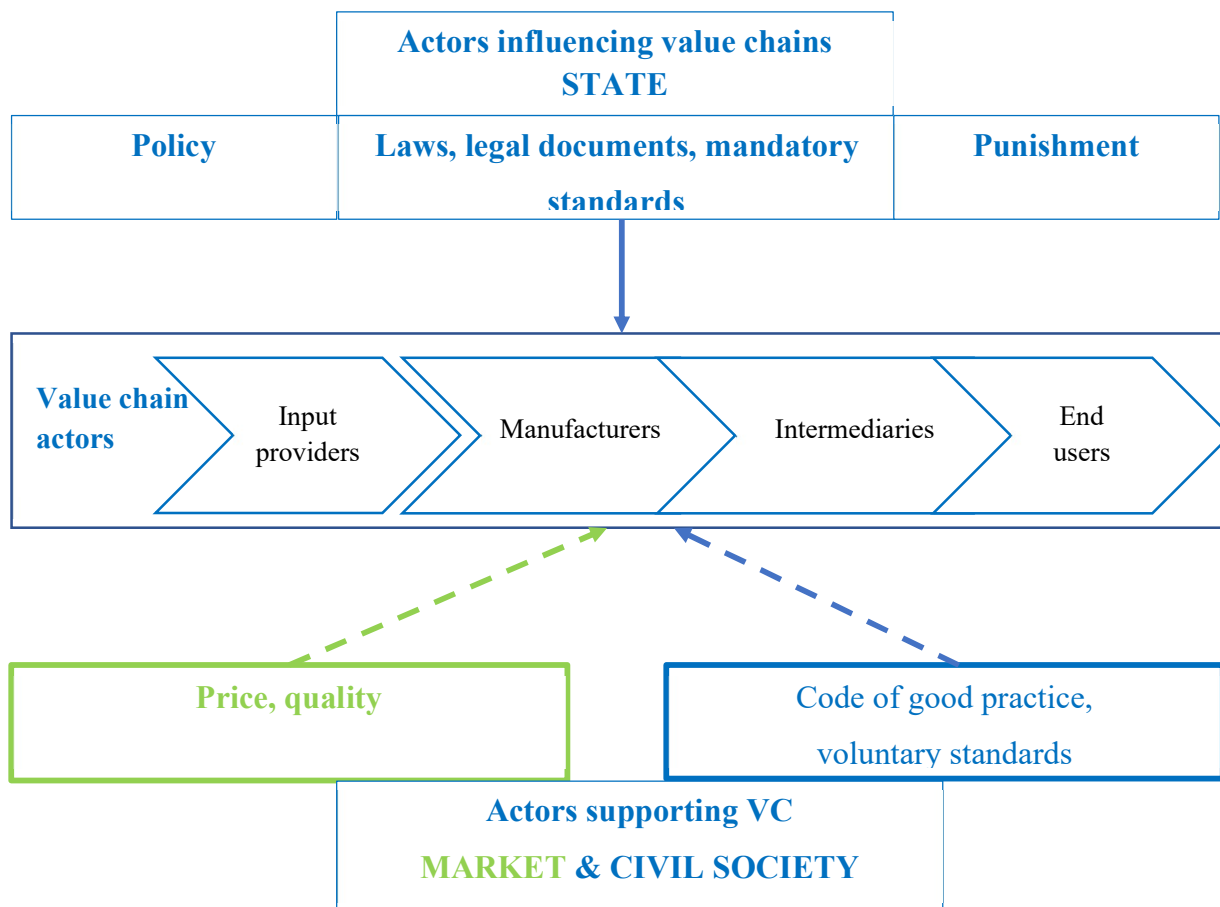 Actors influencing value chains
STATE
Policy
Laws, legal documents, mandatory
standards
Punishment
Value chain
actors
Input
providers
Manufacturers
Intermediaries
End
users
Price, quality
Code of good practice,
voluntary standards
Actors supporting VC
MARKET & CIVIL SOCIETY